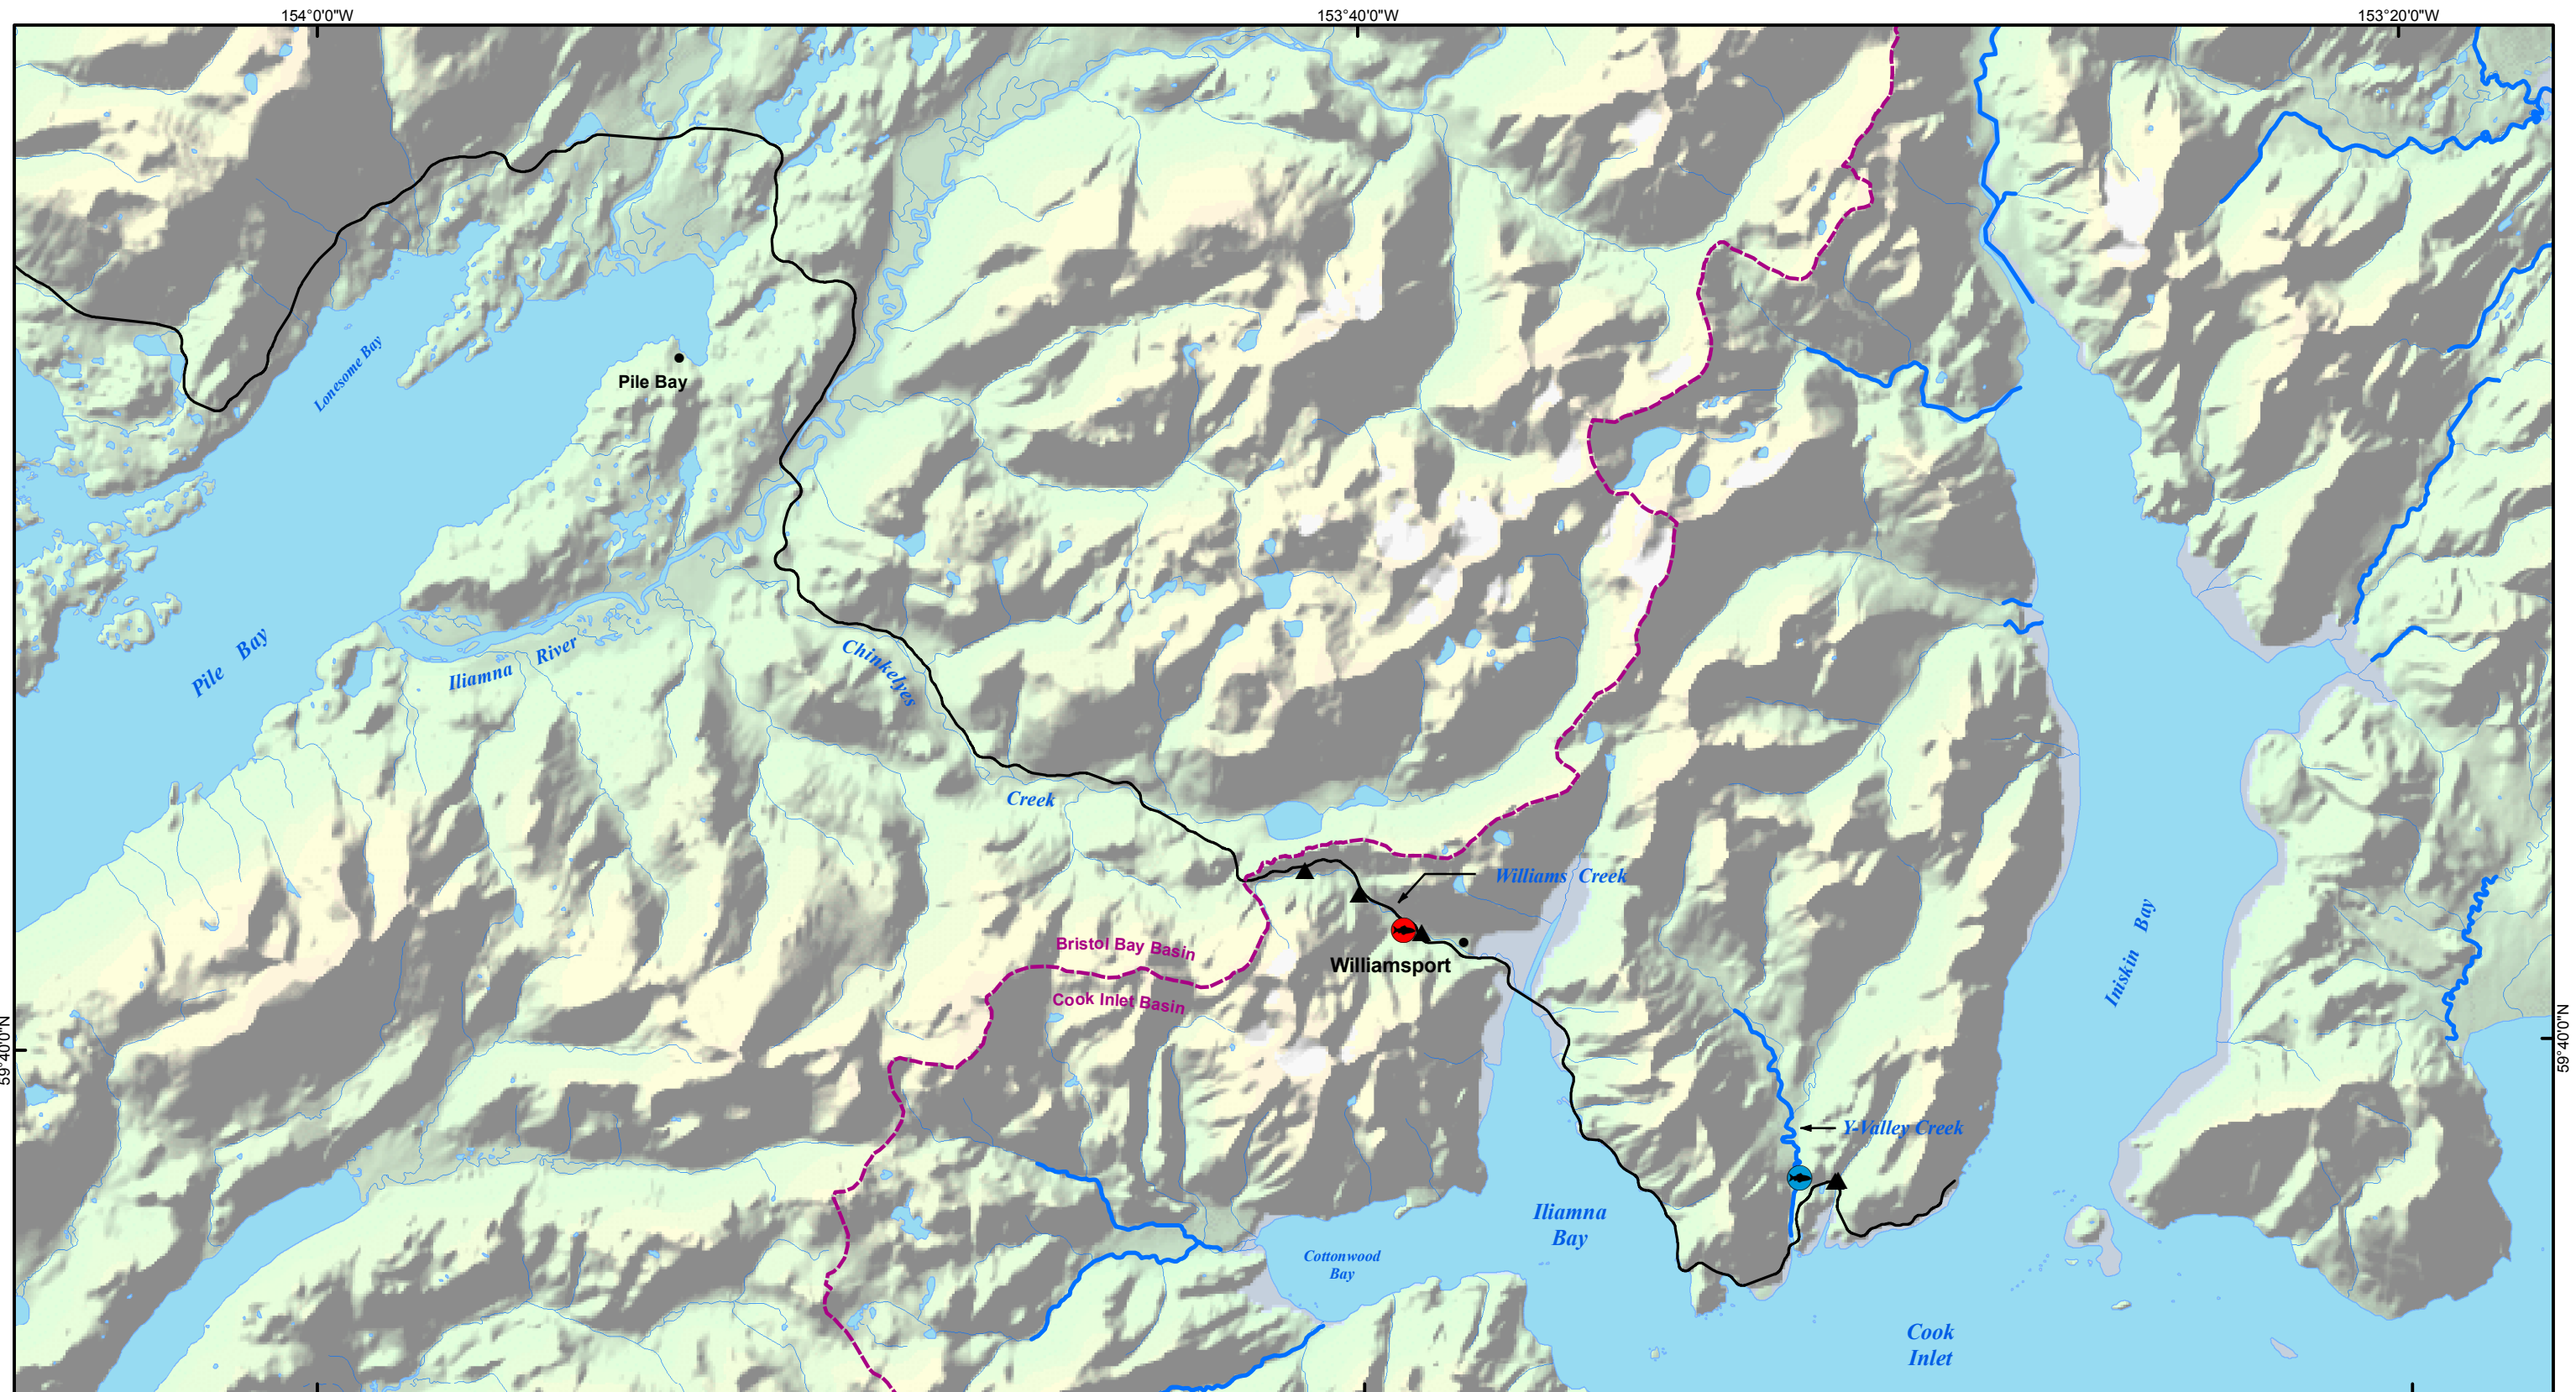 154°0'0"W
153°40'0"W
153°20'0"W
Lonesome Bay
Pile Bay
Pile Bay
Iliamna River
Chinkelyes
Creek
Williams Creek
Bristol Bay Basin
Williamsport
Cook Inlet Basin
Iniskin Bay
59°40'0"N
59°40'0"N
Y-Valley Creek
Iliamna
Bay
Cottonwood
Bay
Cook
Inlet